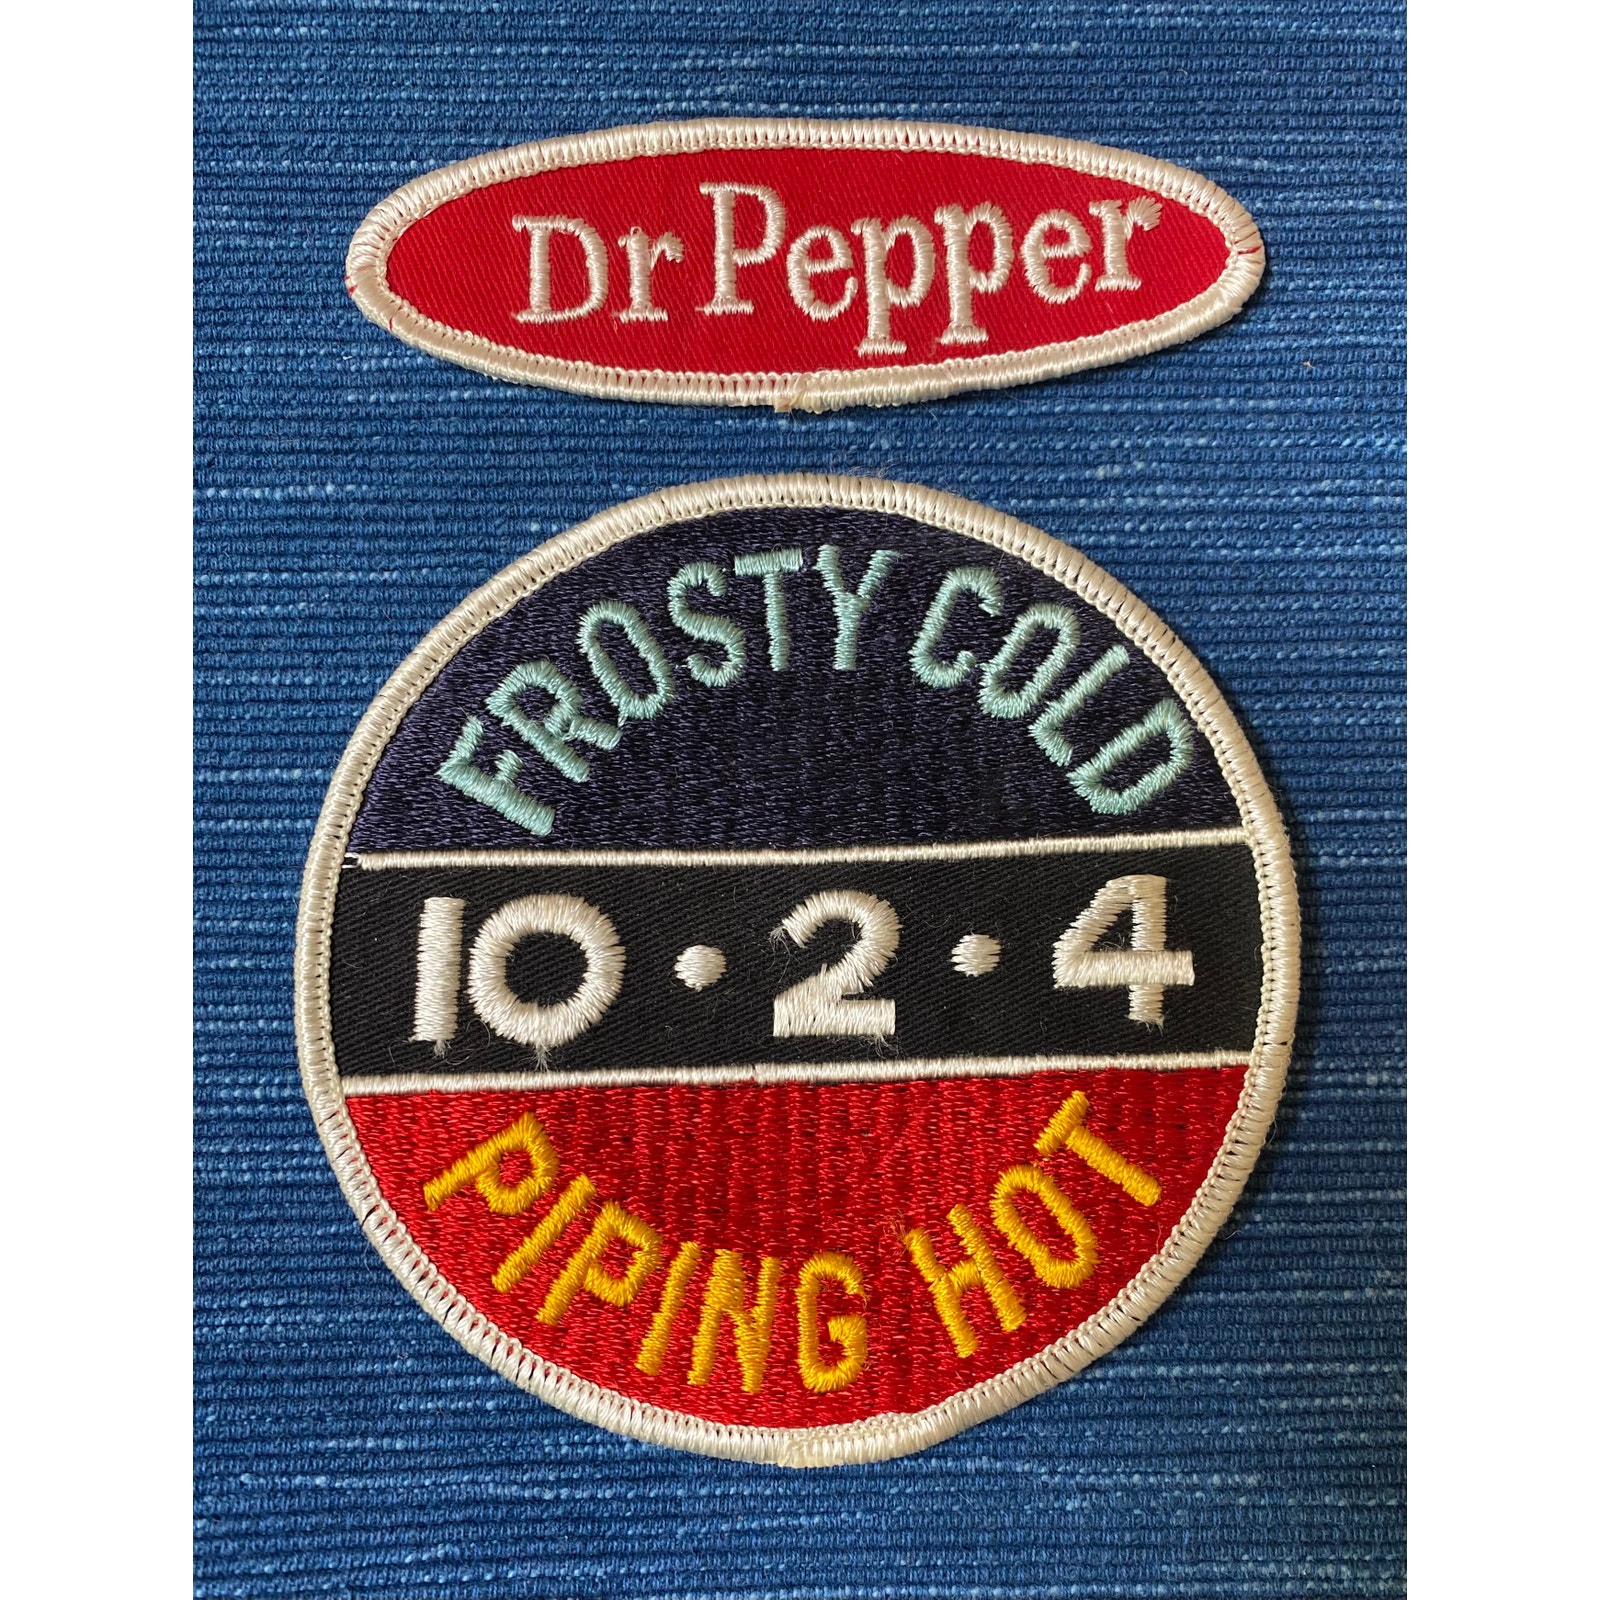 Dr Pepper
FROSTY COLD
10 • 2 • 4
PIPING HOT